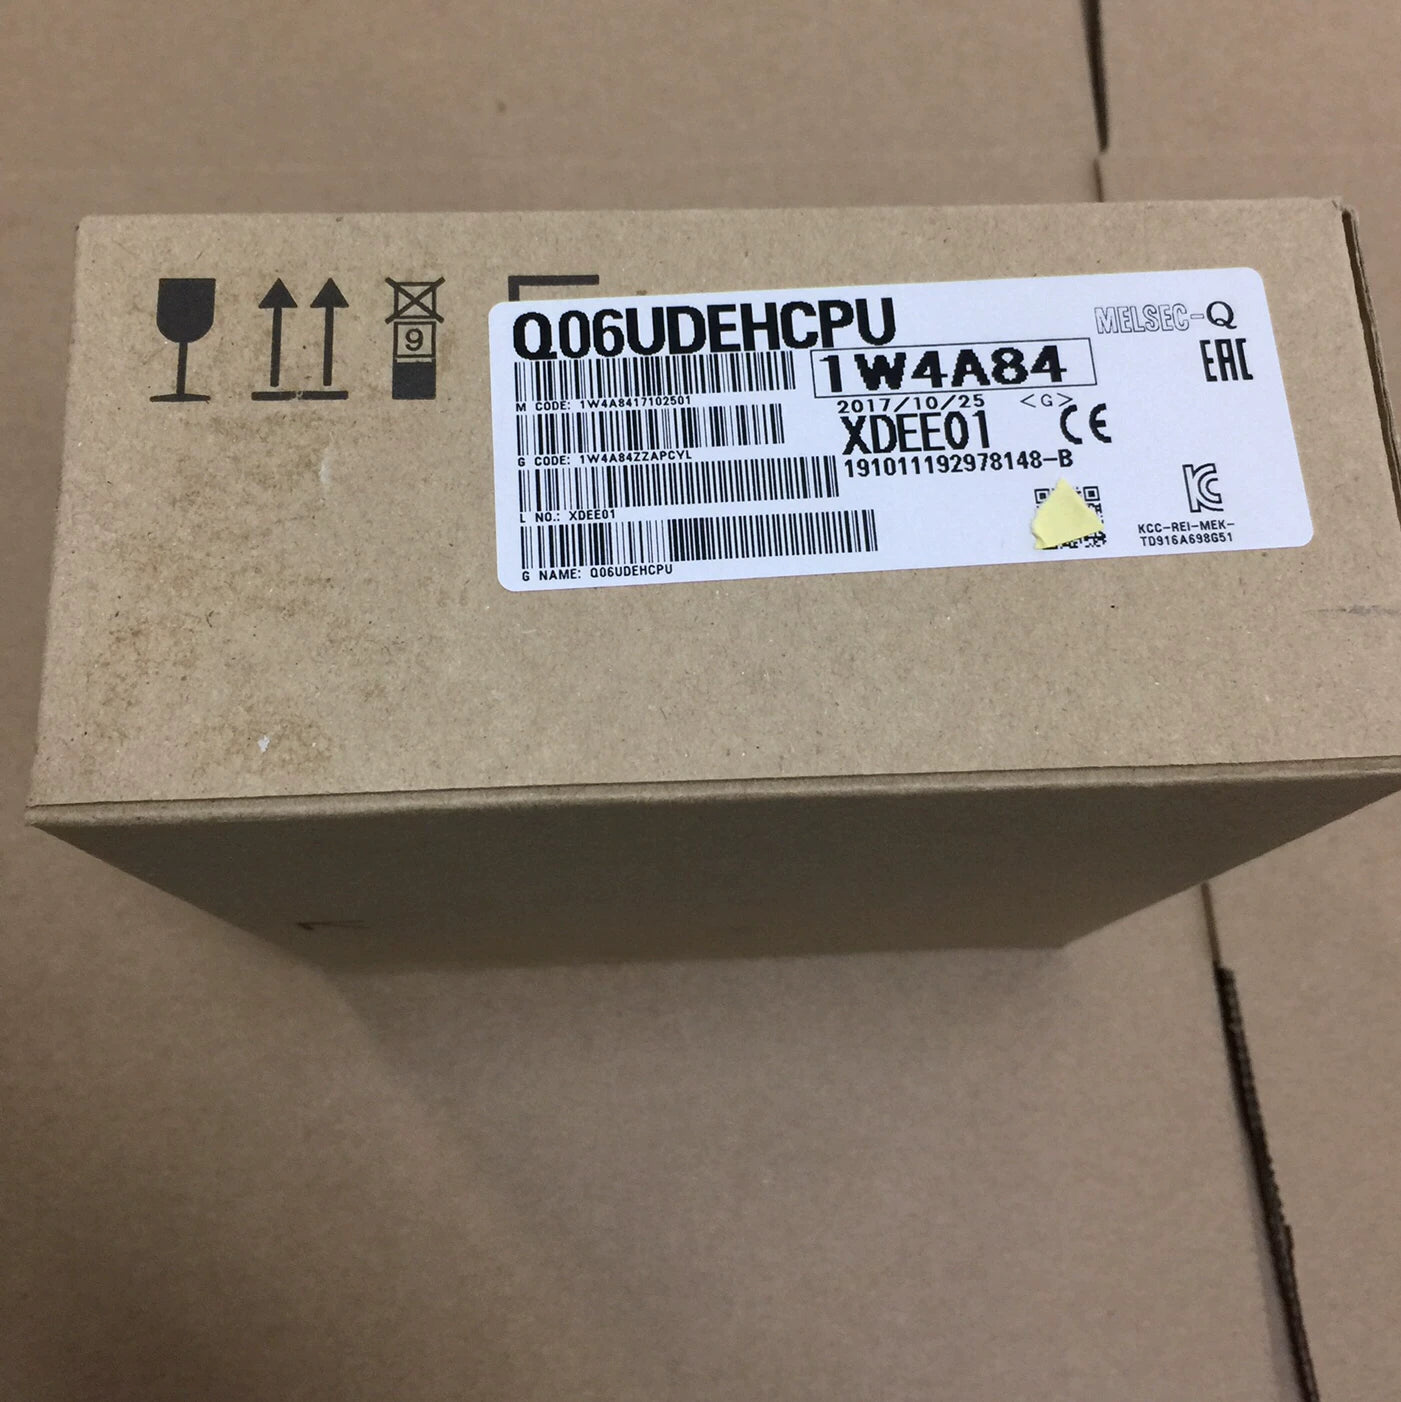 9
Q06UDEHCPU
MELSEC-Q
1W4A84
EAC
M CODE: 1W4A8417102501
2017/10/25 <G>
XDEE01 CE
G CODE: 1W4A84ZZAPCYL
191011192978148-B
L NO.: XDEE01
KCC-REI-MEK-
TD916A698G51
G NAME: Q06UDEHCPU